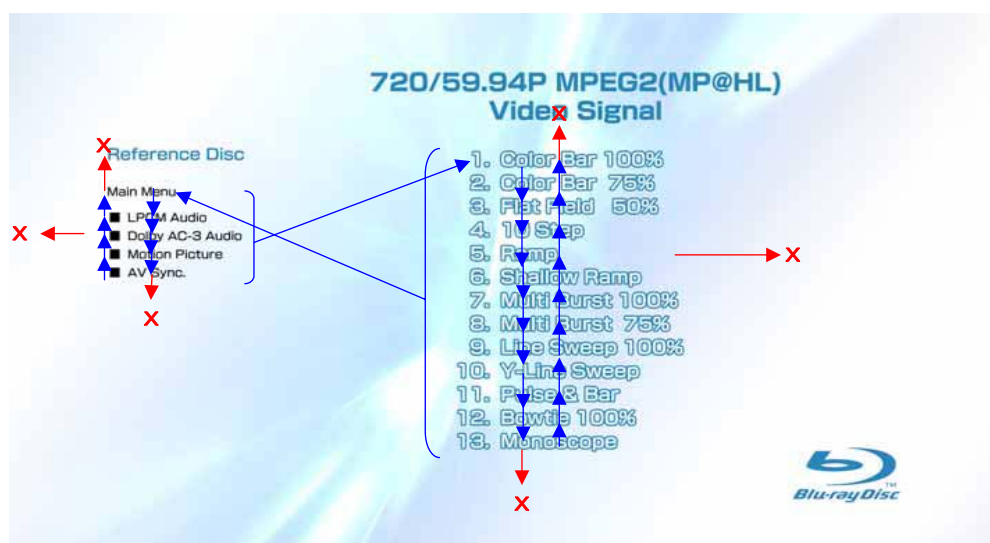 720/59.94P MPEG2(MP@HL)
Video Signal
X
X
Reference Disc
Main Menu
■ LPCM Audio
■ Dolby AC-3 Audio
■ Motion Picture
■ AV Sync.
X
X
1. Color Bar 100%
2. Color Bar 75%
3. Flat Field 50%
4. 10 Step
5. Ramp
6. Shallow Ramp
7. Multi Burst 100%
8. Multi Burst 75%
9. Line Sweep 100%
10. Y-Line Sweep
11. Pulse & Bar
12. Bowtie 100%
13. Monoscope
X
X
Blu-ray Disc
TM